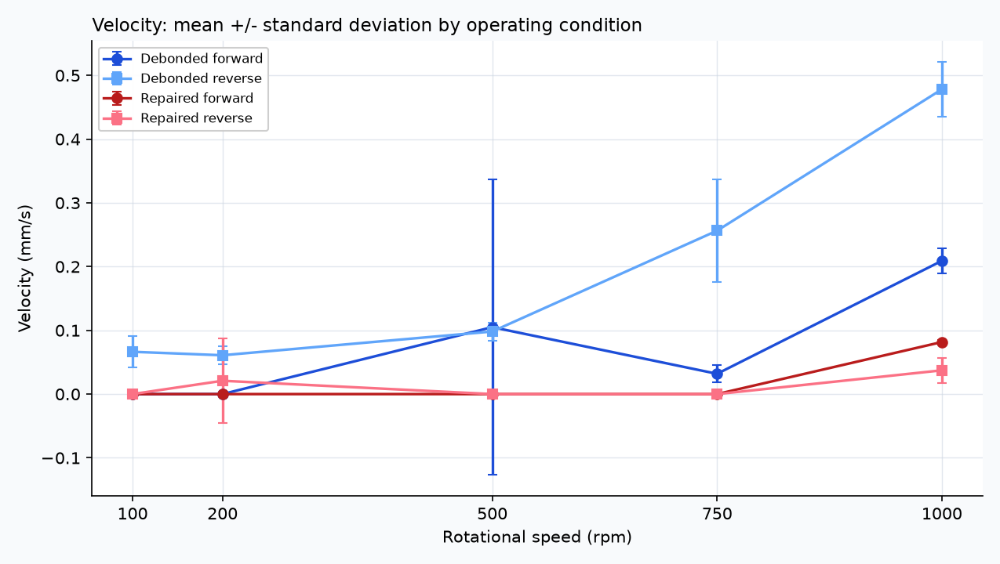 Velocity: mean +/- standard deviation by operating condition
Debonded forward
Debonded reverse
Repaired forward
Repaired reverse
Velocity (mm/s)
0.5
0.4
0.3
0.2
0.1
0.0
−0.1
100 200 500 750 1000
Rotational speed (rpm)